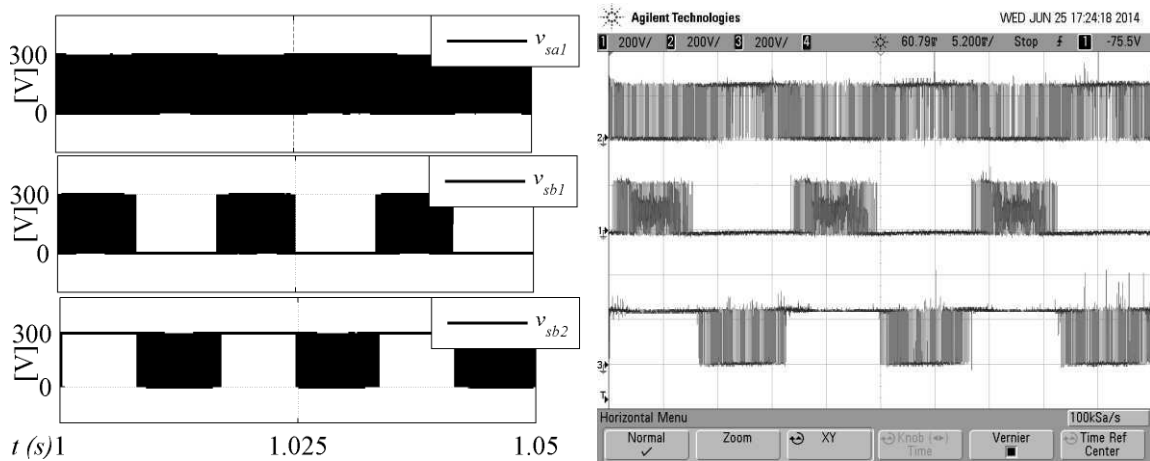 300
[V]
0
v_sa1
300
[V]
0
v_sb1
300
[V]
0
v_sb2
t (s) 1 1.025 1.05
Agilent Technologies WED JUN 25 17:24:18 2014
1 200V/ 2 200V/ 3 200V/ 4 5.200 Stop 1 -75.5V
2
1
3
T
Horizontal Menu 100kSa/s
Normal Zoom XY Knob Time Vernier Time Ref Center